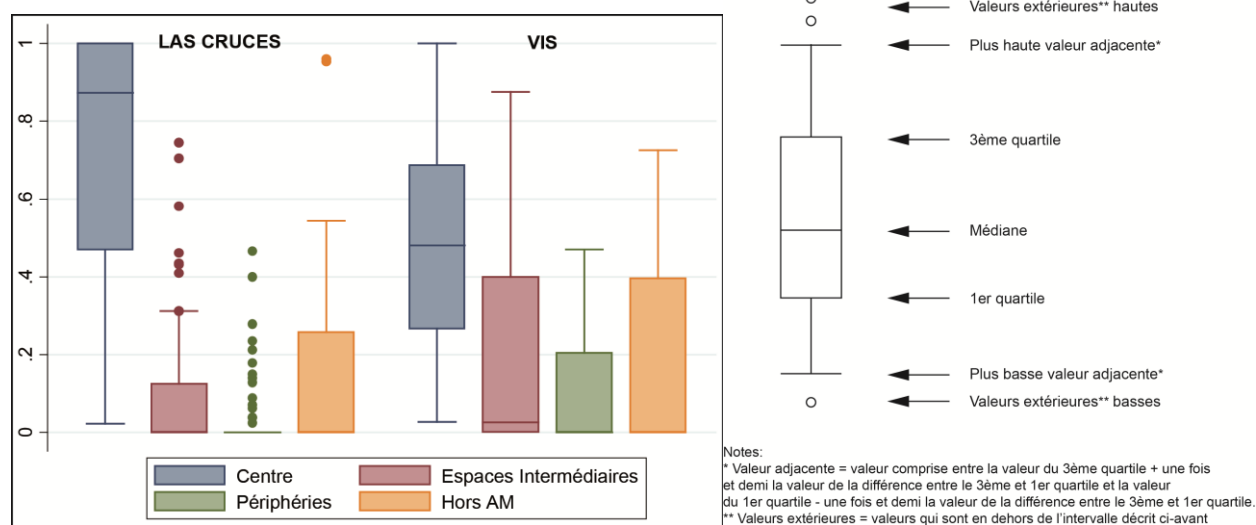 LAS CRUCES
VIS
1
.8
.6
.4
.2
0
Centre
Espaces Intermédiaires
Périphéries
Hors AM
Valeurs extérieures** hautes
Plus haute valeur adjacente*
3ème quartile
Médiane
1er quartile
Plus basse valeur adjacente*
Valeurs extérieures** basses
Notes:
* Valeur adjacente = valeur comprise entre la valeur du 3ème quartile + une fois
et demi la valeur de la différence entre le 3ème et 1er quartile et la valeur
du 1er quartile - une fois et demi la valeur de la différence entre le 3ème et 1er quartile.
** Valeurs extérieures = valeurs qui sont en dehors de l'intervalle décrit ci-avant